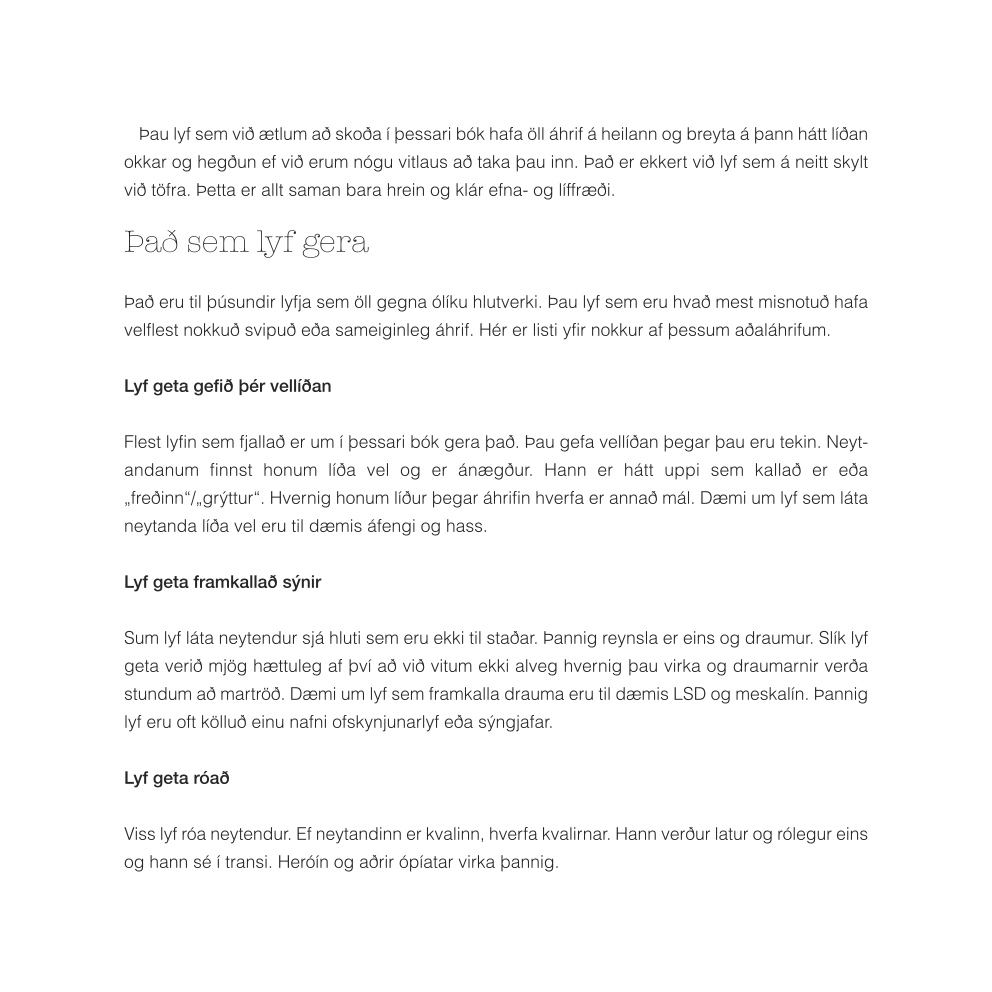 Þau lyf sem við ætlum að skoða í þessari bók hafa öll áhrif á heilann og breyta á þann hátt líðan
okkar og hegðun ef við erum nógu vitlaus að taka þau inn. Það er ekkert við lyf sem á neitt skylt
við töfra. Þetta er allt saman bara hrein og klár efna- og líffræði.
Það sem lyf gera
Það eru til þúsundir lyfja sem öll gegna ólíku hlutverki. Þau lyf sem eru hvað mest misnotuð hafa
velflest nokkuð svipuð eða sameiginleg áhrif. Hér er listi yfir nokkur af þessum aðaláhrifum.
Lyf geta gefið þér vellíðan
Flest lyfin sem fjallað er um í þessari bók gera það. Þau gefa vellíðan þegar þau eru tekin. Neyt-
andanum finnst honum líða vel og er ánægður. Hann er hátt uppi sem kallað er eða
„freðinn“/„grýttur“. Hvernig honum líður þegar áhrifin hverfa er annað mál. Dæmi um lyf sem láta
neytanda líða vel eru til dæmis áfengi og hass.
Lyf geta framkallað sýnir
Sum lyf láta neytendur sjá hluti sem eru ekki til staðar. Þannig reynsla er eins og draumur. Slík lyf
geta verið mjög hættuleg af því að við vitum ekki alveg hvernig þau virka og draumarnir verða
stundum að martröð. Dæmi um lyf sem framkalla drauma eru til dæmis LSD og meskalín. Þannig
lyf eru oft kölluð einu nafni ofskynjunarlyf eða sýngjafar.
Lyf geta róað
Viss lyf róa neytendur. Ef neytandinn er kvalinn, hverfa kvalirnar. Hann verður latur og rólegur eins
og hann sé í transi. Heróín og aðrir ópíatar virka þannig.